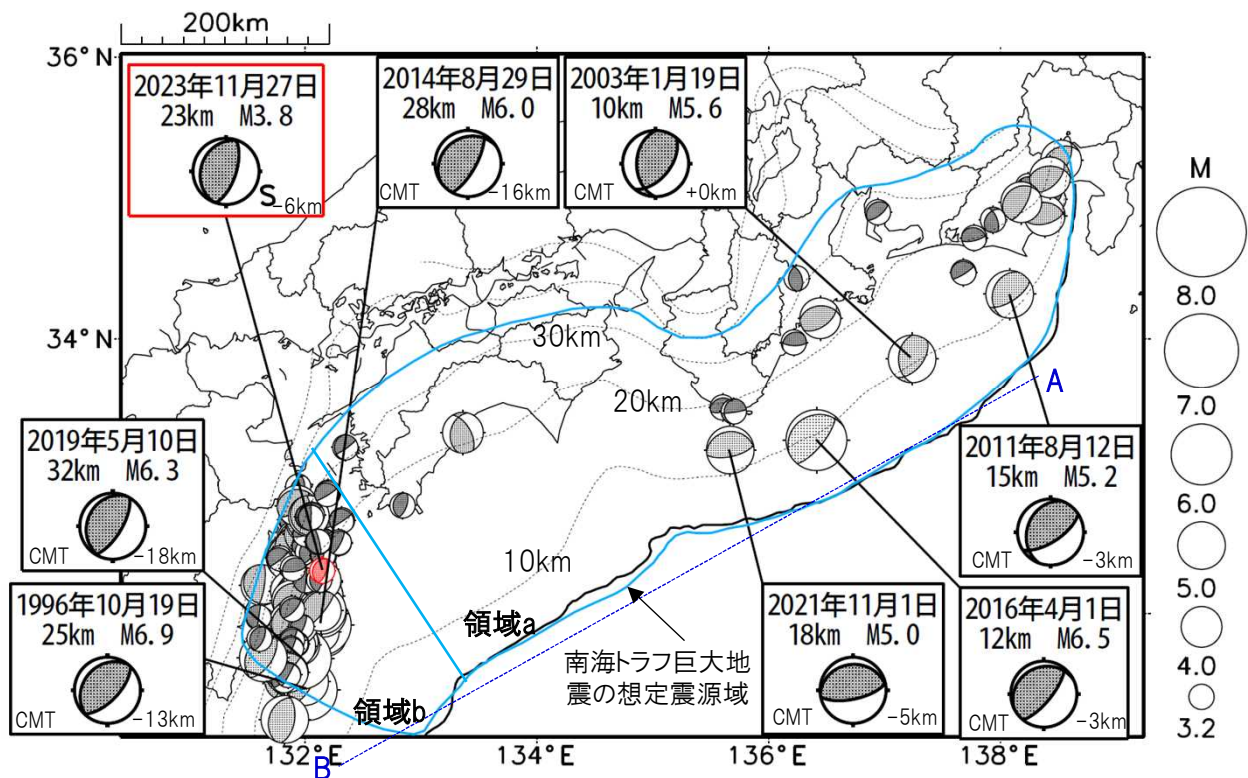 200km
36°N
2023年11月27日
23km M3.8
S
CMT
-6km
2014年8月29日
28km M6.0
CMT
-16km
2003年1月19日
10km M5.6
CMT
+0km
M
8.0
7.0
6.0
5.0
4.0
3.2
34°N
30km
20km
10km
A
2019年5月10日
32km M6.3
CMT
-18km
1996年10月19日
25km M6.9
CMT
-13km
2011年8月12日
15km M5.2
CMT
-3km
領域a
領域b
南海トラフ巨大地
震の想定震源域
2021年11月1日
18km M5.0
CMT
-5km
2016年4月1日
12km M6.5
CMT
-3km
132°E
B
134°E
136°E
138°E